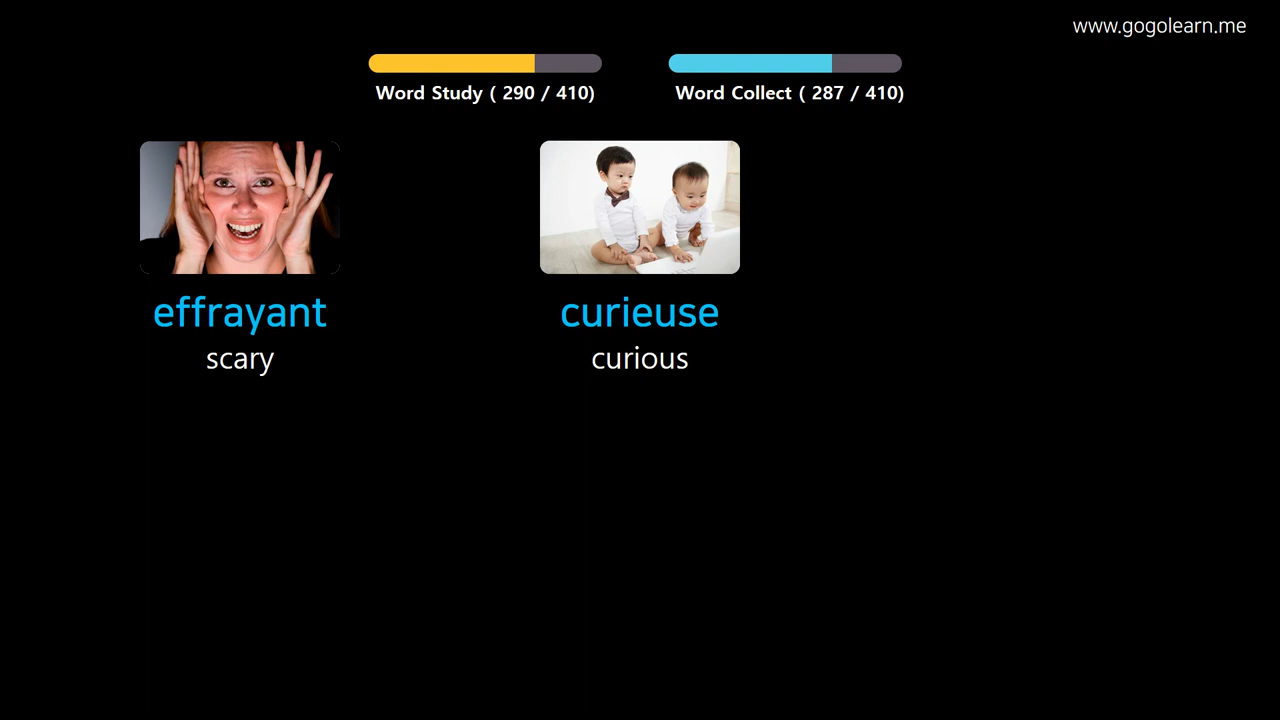 www.gogolearn.me
Word Study ( 290 / 410)
Word Collect ( 287 / 410)
effrayant
scary
curieuse
curious